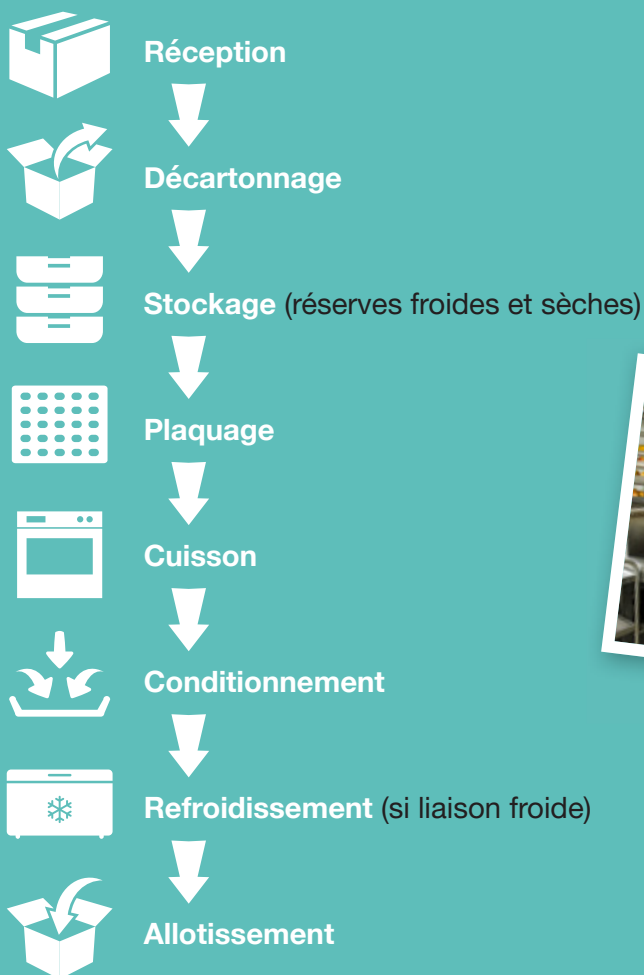 Réception
Décartonnage
Stockage (réserves froides et sèches)
Plaquage
Cuisson
Conditionnement
Refroidissement (si liaison froide)
Allotissement